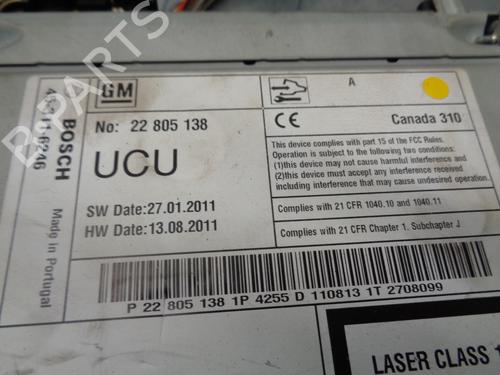 GM
No: 22 805 138
UCU
SW Date:27.01.2011
HW Date:13.08.2011
BOSCH
Made in Portugal
A
CE
Canada 310
This device complies with part 15 of the FCC Rules.
Operation is subject to the following two conditions:
(1)this device may not cause harmful interference and
(2)this device must accept any interference received
including interference that may cause undesired operation.
Complies with 21 CFR 1040.10 and 1040.11
Complies with 21 CFR Chapter 1. Subchapter J
P 22 805 138 1P 4255 D 110813 1T 2708099
LASER CLASS 1
B-PARTS